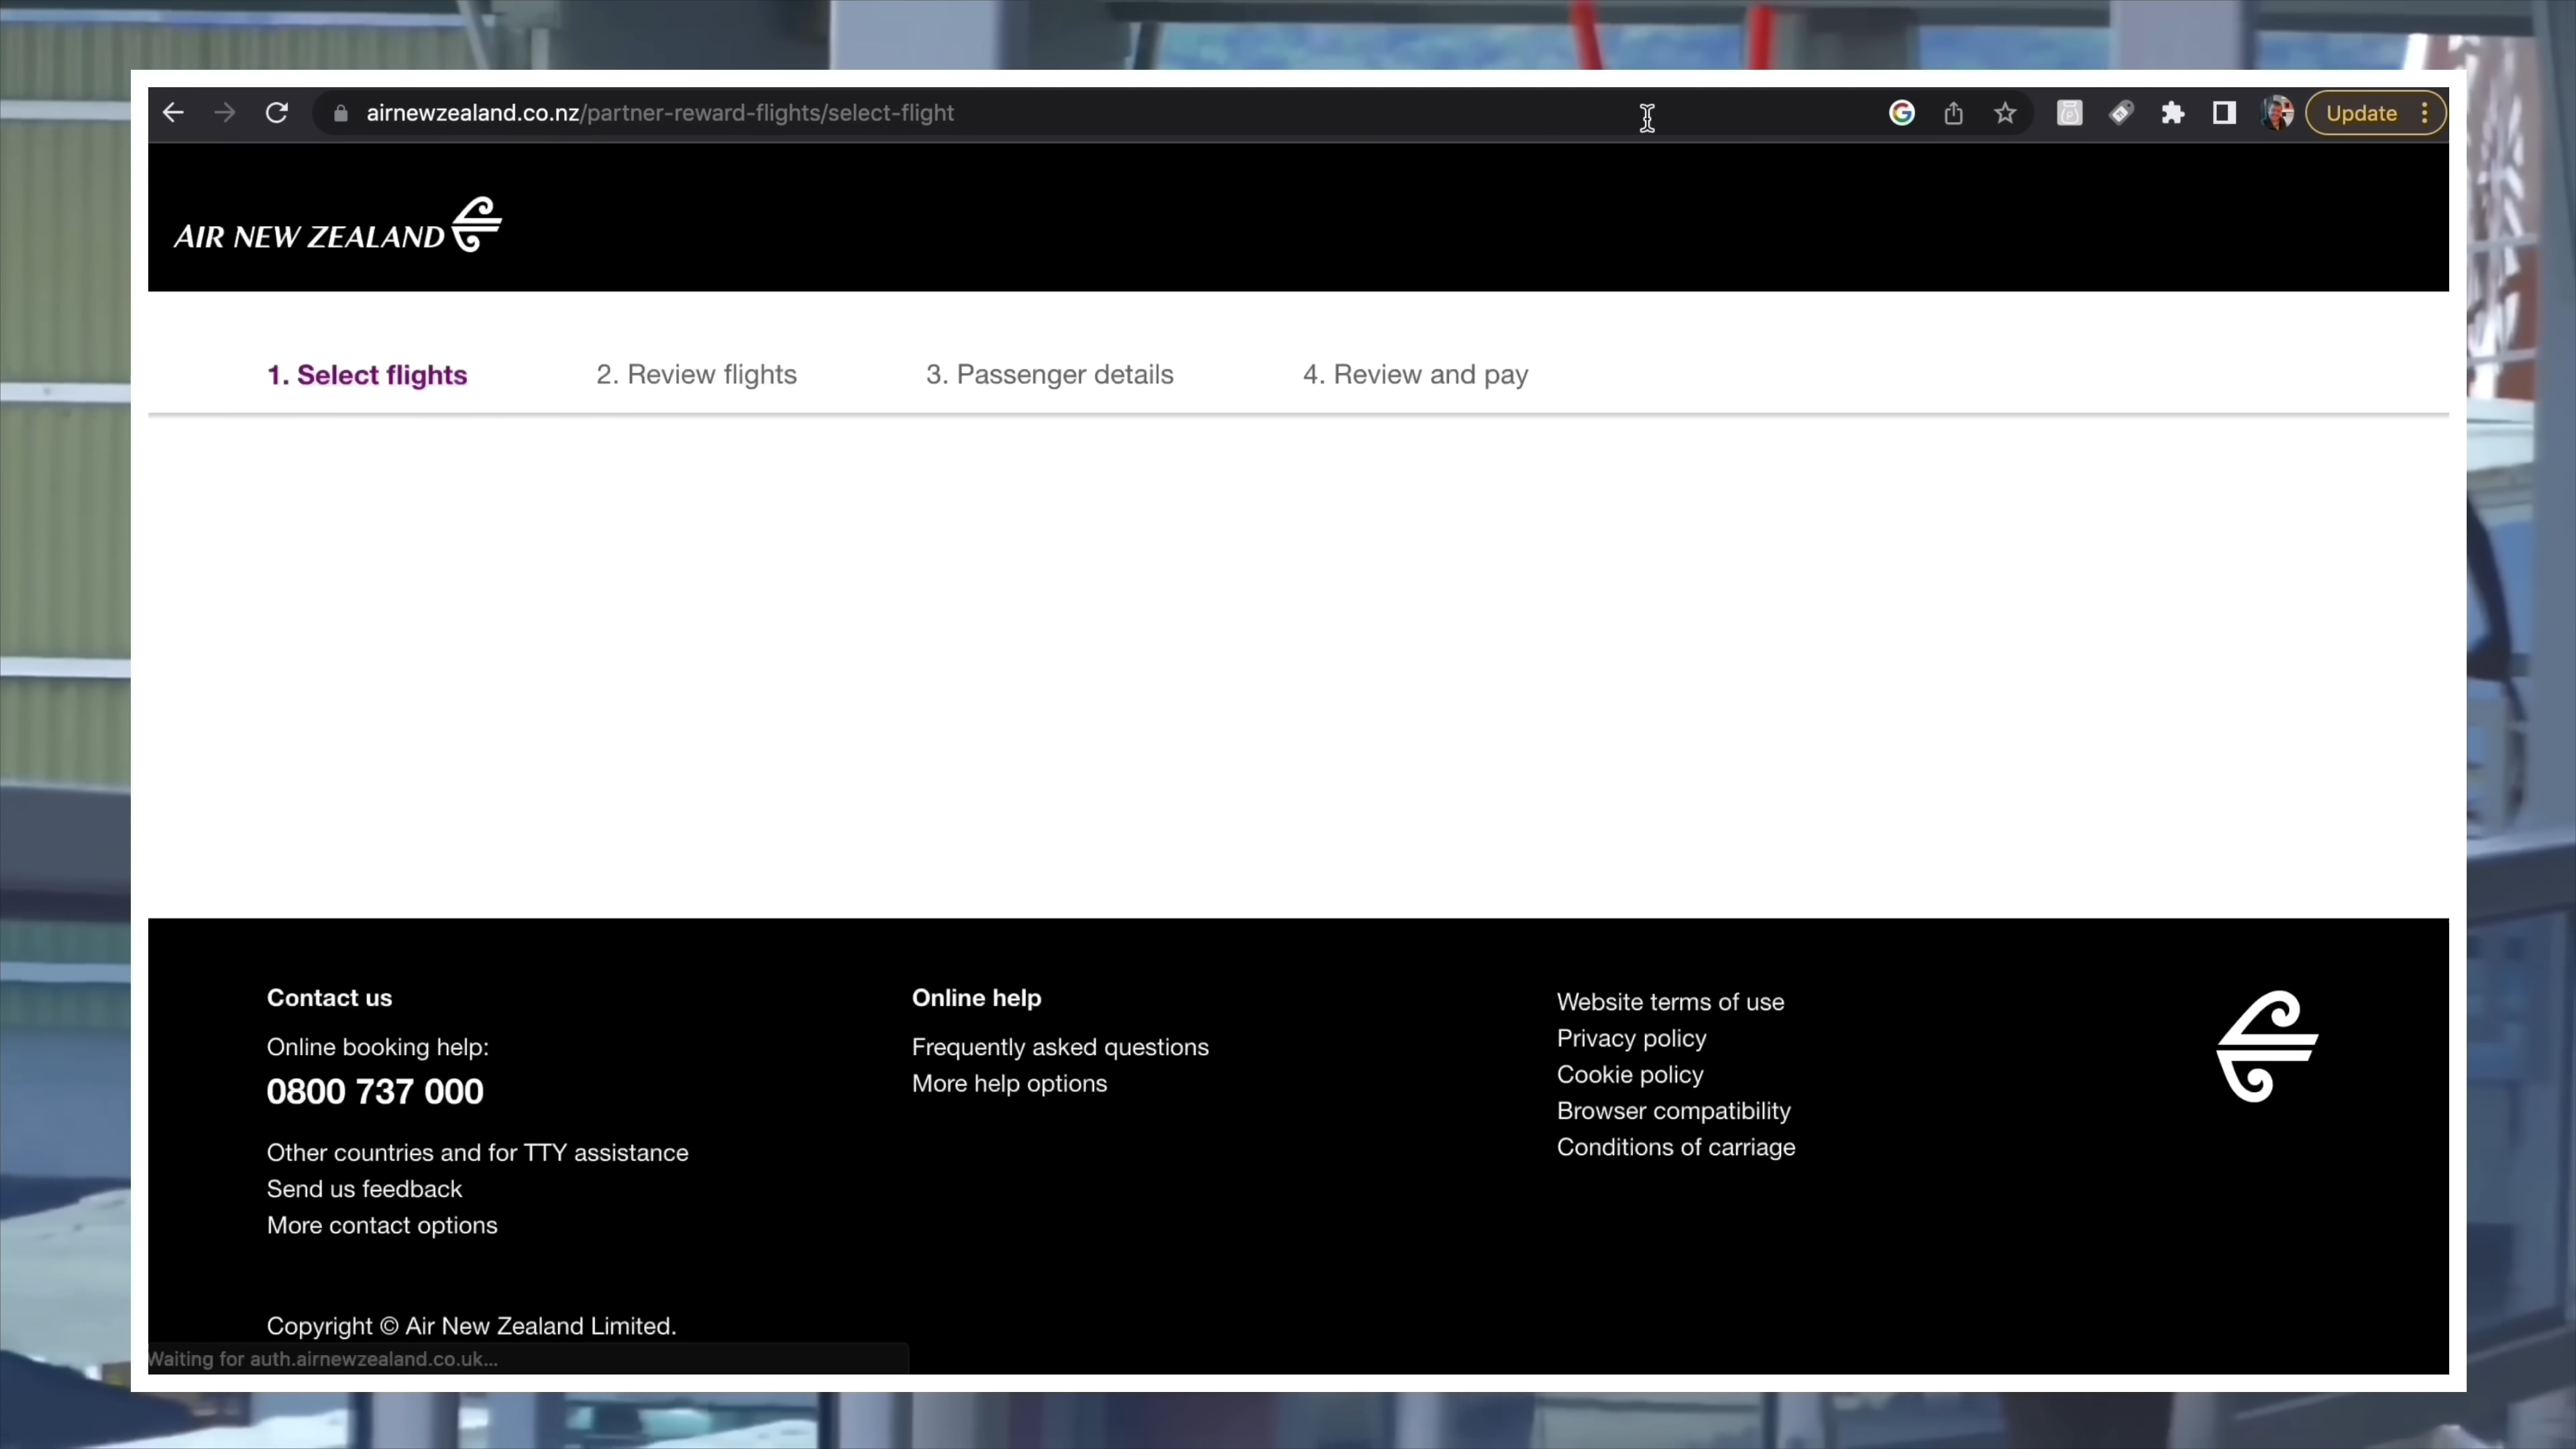 airnewzealand.co.nz/partner-reward-flights/select-flight
Update
AIR NEW ZEALAND
1. Select flights
2. Review flights
3. Passenger details
4. Review and pay
Contact us
Online booking help:
0800 737 000
Other countries and for TTY assistance
Send us feedback
More contact options
Online help
Frequently asked questions
More help options
Website terms of use
Privacy policy
Cookie policy
Browser compatibility
Conditions of carriage
Copyright © Air New Zealand Limited.
Waiting for auth.airnewzealand.co.uk...